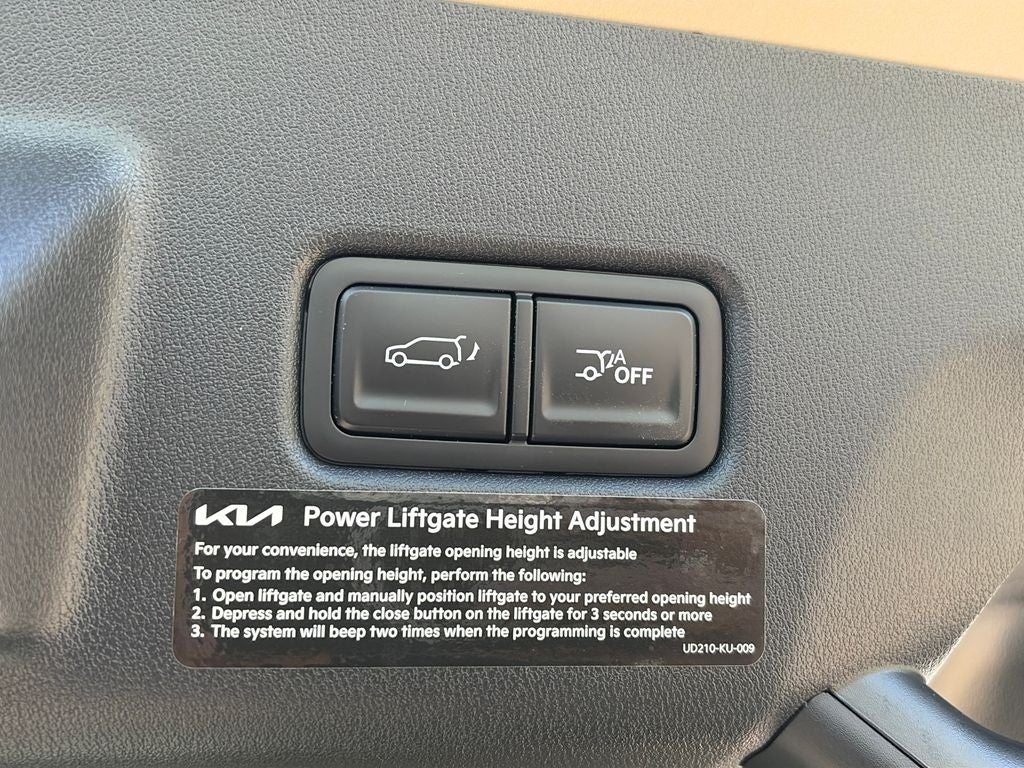 A
OFF
KIA Power Liftgate Height Adjustment
For your convenience, the liftgate opening height is adjustable
To program the opening height, perform the following:
1. Open liftgate and manually position liftgate to your preferred opening height
2. Depress and hold the close button on the liftgate for 3 seconds or more
3. The system will beep two times when the programming is complete
UD210-KU-009